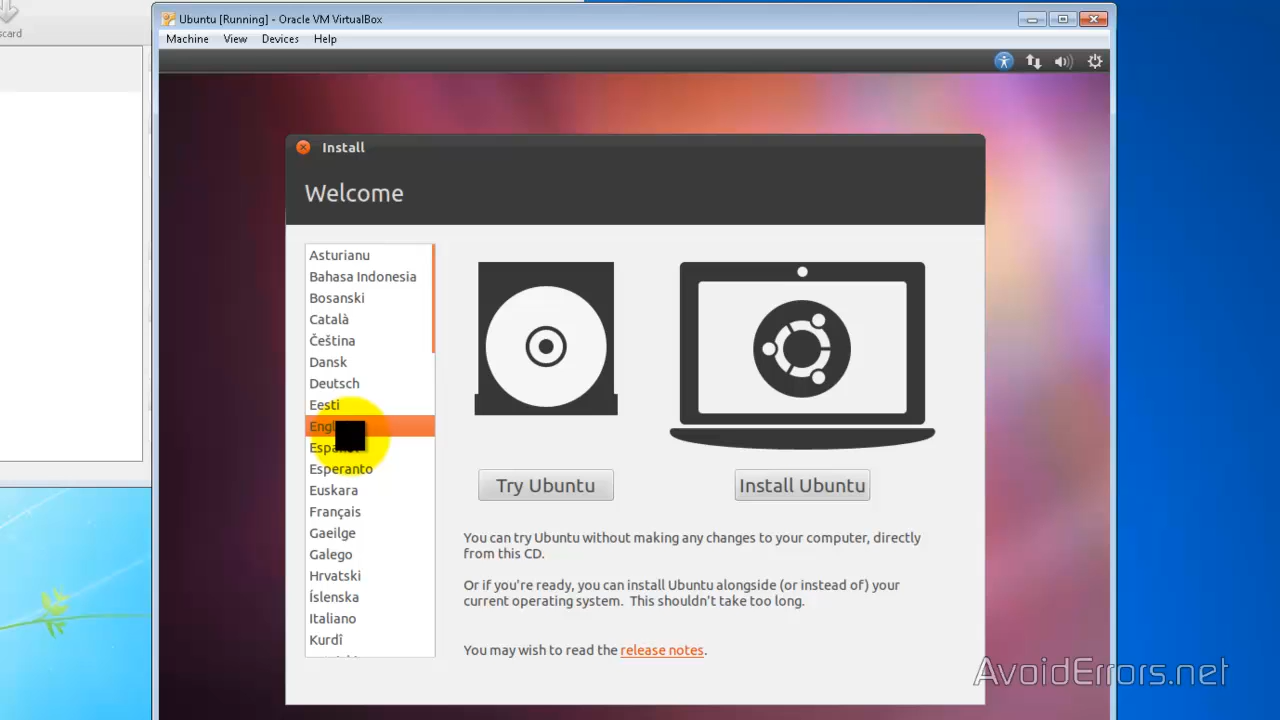 Ubuntu [Running] - Oracle VM VirtualBox
scard
Machine View Devices Help
Install
Welcome
Asturianu
Bahasa Indonesia
Bosanski
Català
Čeština
Dansk
Deutsch
Eesti
Esperanto
Euskara
Français
Gaeilge
Galego
Hrvatski
Íslenska
Italiano
Kurdî
Try Ubuntu
Install Ubuntu
You can try Ubuntu without making any changes to your computer, directly
from this CD.
Or if you're ready, you can install Ubuntu alongside (or instead of) your
current operating system. This shouldn't take too long.
You may wish to read the release notes.
AvoidErrors.net